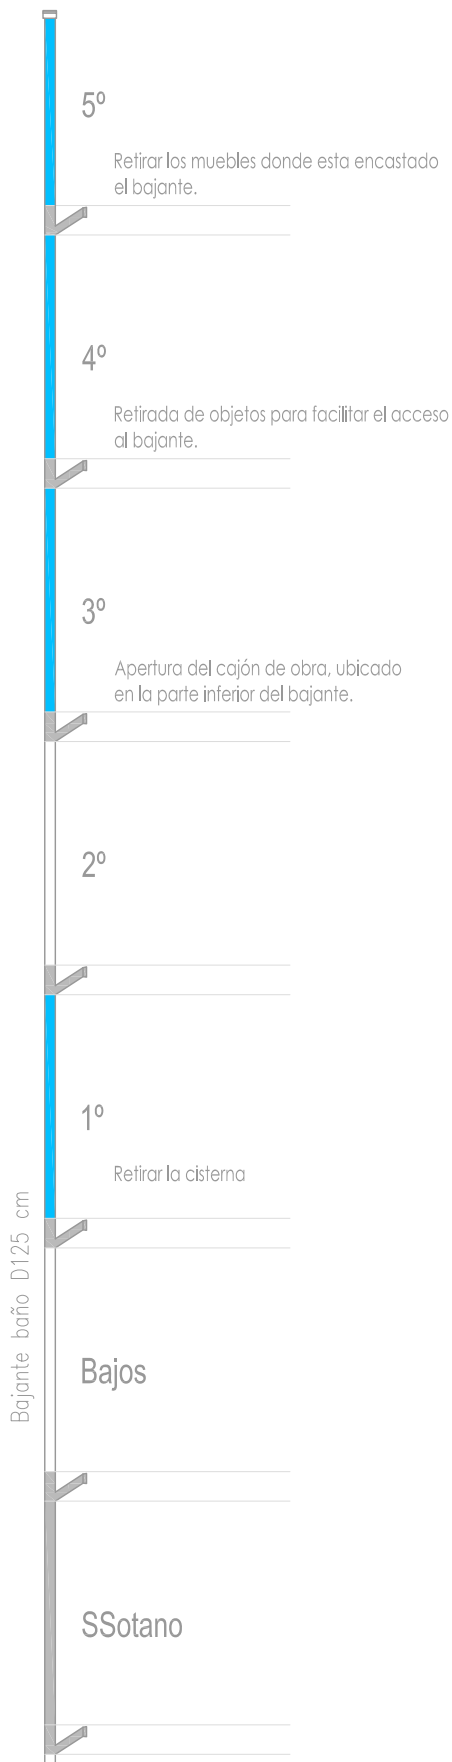 5º
Retirar los muebles donde esta encastado
el bajante.
4º
Retirada de objetos para facilitar el acceso
al bajante.
3º
Apertura del cajón de obra, ubicado
en la parte inferior del bajante.
2º
1º
Retirar la cisterna
Bajante baño D125 cm
Bajos
SSotano